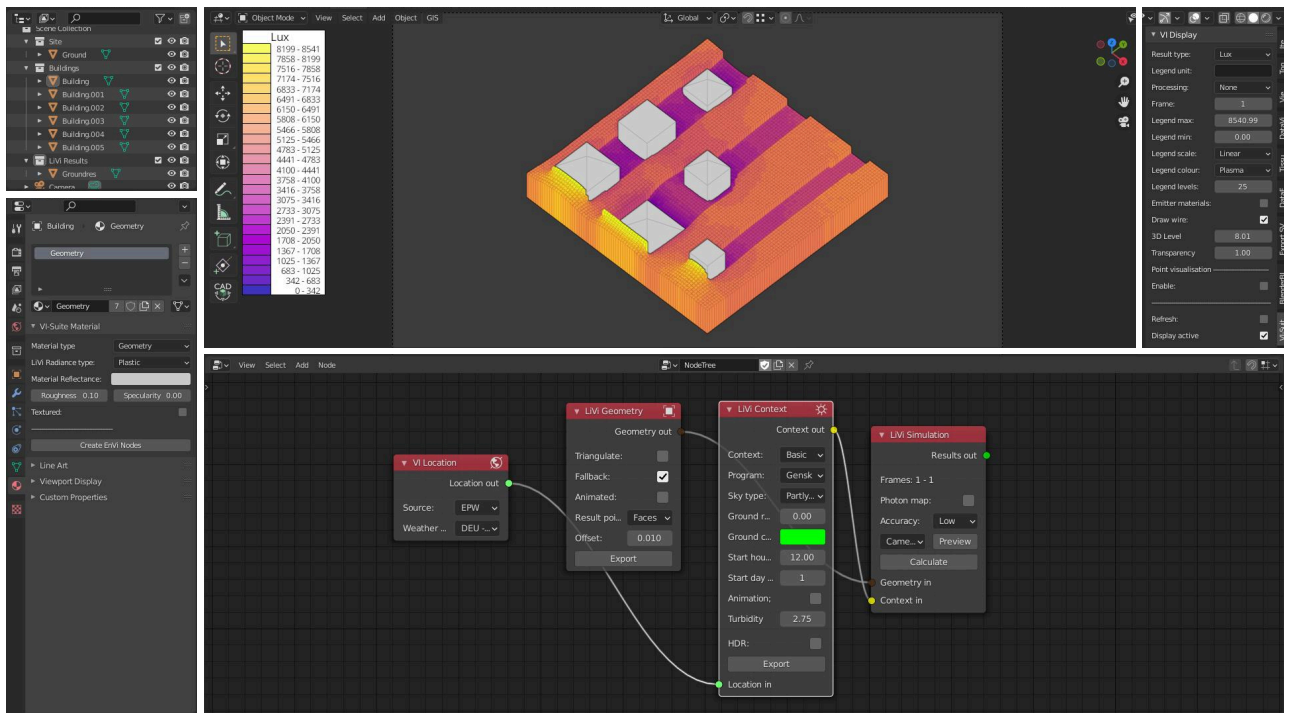 Scene Collection
Site
Ground
Buildings
Building
Building.001
Building.002
Building.003
Building.004
Building.005
LiVi Results
Groundres
Camera
Building
Geometry
Geometry
Geometry
7
VI-Suite Material
Material type
Geometry
LiVi Radiance type:
Plastic
Material Reflectance:
Roughness 0.10
Specularity 0.00
Textured:
Create EnVi Nodes
Line Art
Viewport Display
Custom Properties
Object Mode
View
Select
Add
Object
GIS
Global
CAD
Lux
8199 - 8541
7858 - 8199
7516 - 7858
7174 - 7516
6833 - 7174
6491 - 6833
6150 - 6491
5808 - 6150
5466 - 5808
5125 - 5466
4783 - 5125
4441 - 4783
4100 - 4441
3758 - 4100
3416 - 3758
3075 - 3416
2733 - 3075
2391 - 2733
2050 - 2391
1708 - 2050
1367 - 1708
1025 - 1367
683 - 1025
342 - 683
0 - 342
VI Display
Result type:
Lux
Legend unit:
Processing:
None
Frame:
1
Legend max:
8540.99
Legend min:
0.00
Legend scale:
Linear
Legend colour:
Plasma
Legend levels:
25
Emitter materials:
Draw wire:
3D Level
8.01
Transparency
1.00
Point visualisation
Enable:
Refresh:
Display active
View
Select
Add
Node
NodeTree
VI Location
Location out
Source:
EPW
Weather ...
DEU -...
LiVi Geometry
Geometry out
Triangulate:
Fallback:
Animated:
Result poi...
Faces
Offset:
0.010
Export
LiVi Context
Context out
Context:
Basic
Program:
Gensk
Sky type:
Partly...
Ground r...
0.00
Ground c...
Start hou...
12.00
Start day ...
1
Animation;
Turbidity
2.75
HDR:
Export
Location in
LiVi Simulation
Results out
Frames: 1 - 1
Photon map:
Accuracy:
Low
Came...
Preview
Calculate
Geometry in
Context in